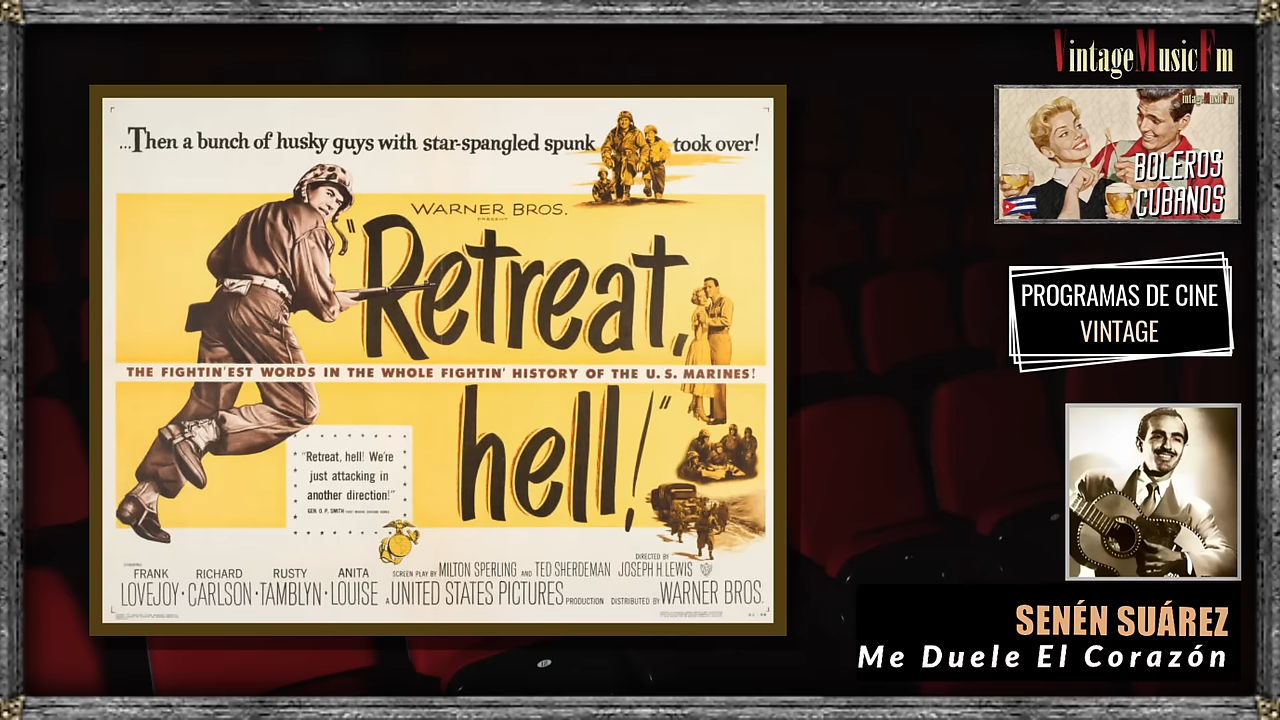 VintageMusicFm
...Then a bunch of husky guys with star-spangled spunk took over!
WARNER BROS.
PRESENT
"Retreat,
THE FIGHTIN'EST WORDS IN THE WHOLE FIGHTIN' HISTORY OF THE U.S. MARINES!
hell!"
"Retreat, hell! We're
just attacking in
another direction!"
GEN. O. P. SMITH
DIRECTED BY
FRANK RICHARD RUSTY ANITA SCREEN PLAY BY MILTON SPERLING AND TED SHERDEMAN JOSEPH H. LEWIS
LOVEJOY · CARLSON · TAMBLYN · LOUISE A UNITED STATES PICTURES PRODUCTION DISTRIBUTED BY WARNER BROS.
BOLEROS
CUBANOS
PROGRAMAS DE CINE
VINTAGE
SENÉN SUÁREZ
Me Duele El Corazón